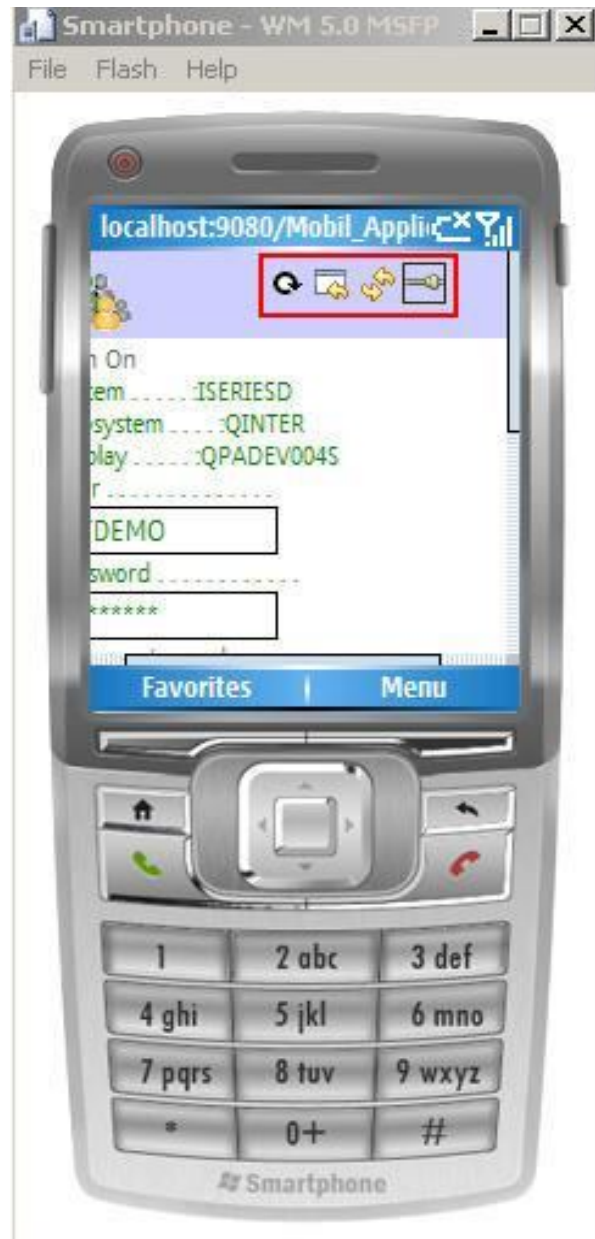 Smartphone - WM 5.0 MSFP
File Flash Help
localhost:9080/Mobil_Appli
n On
tem . . . . . :ISERIESD
system . . . . :QINTER
play . . . . . :QPADEV004S
r . . . . . . . . . . . . . .
DEMO
sword . . . . . . . . . . . .
*******
Favorites Menu
1 2 abc 3 def
4 ghi 5 jkl 6 mno
7 pqrs 8 tuv 9 wxyz
* 0+ #
Smartphone